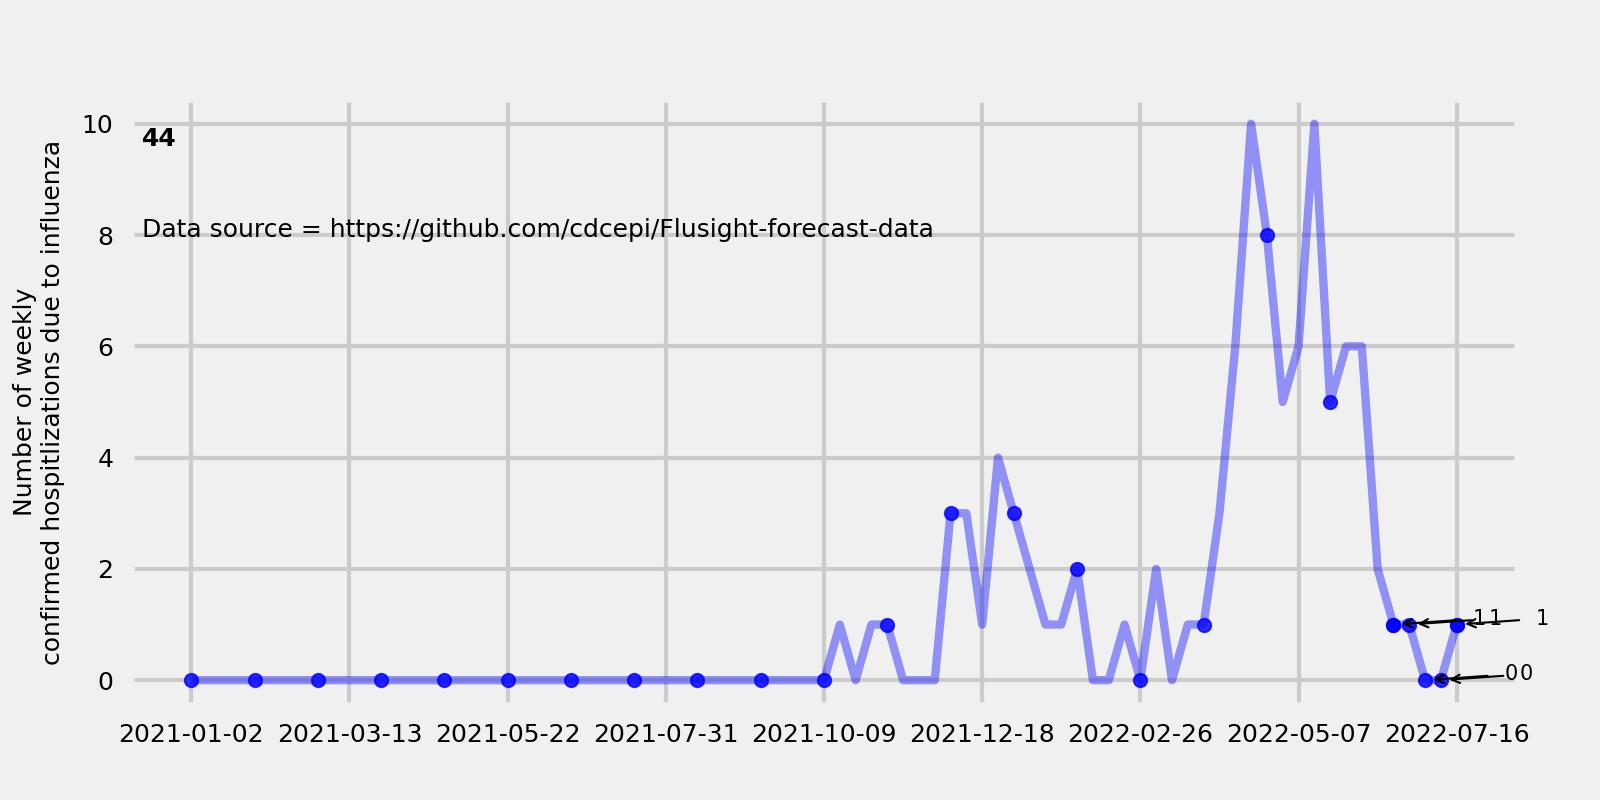 Number of weekly
confirmed hospitlizations due to influenza
10
8
6
4
2
0
44
Data source = https://github.com/cdcepi/Flusight-forecast-data
11 1
00
2021-01-02 2021-03-13 2021-05-22 2021-07-31 2021-10-09 2021-12-18 2022-02-26 2022-05-07 2022-07-16